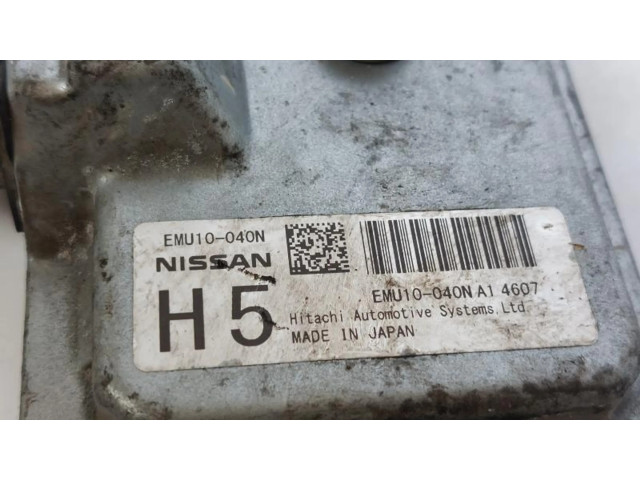 EMU10-040N
NISSAN
H5
EMU10-040N A1 4607
Hitachi Automotive Systems, Ltd.
MADE IN JAPAN